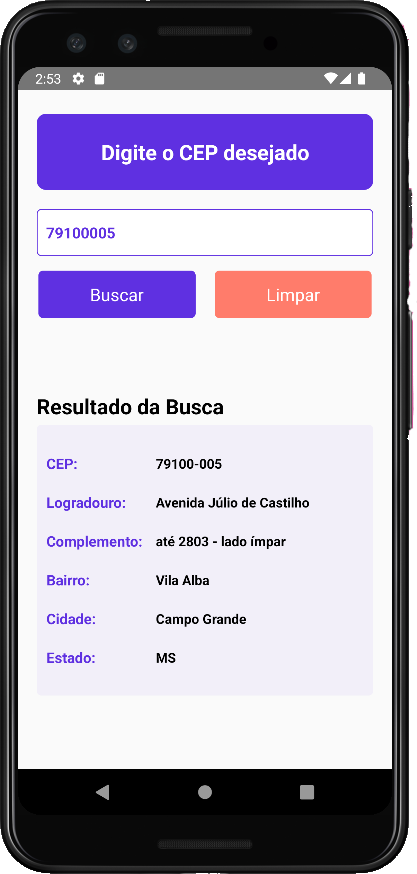 2:53
Digite o CEP desejado
79100005
Buscar Limpar
Resultado da Busca
CEP: 79100-005
Logradouro: Avenida Júlio de Castilho
Complemento: até 2803 - lado ímpar
Bairro: Vila Alba
Cidade: Campo Grande
Estado: MS